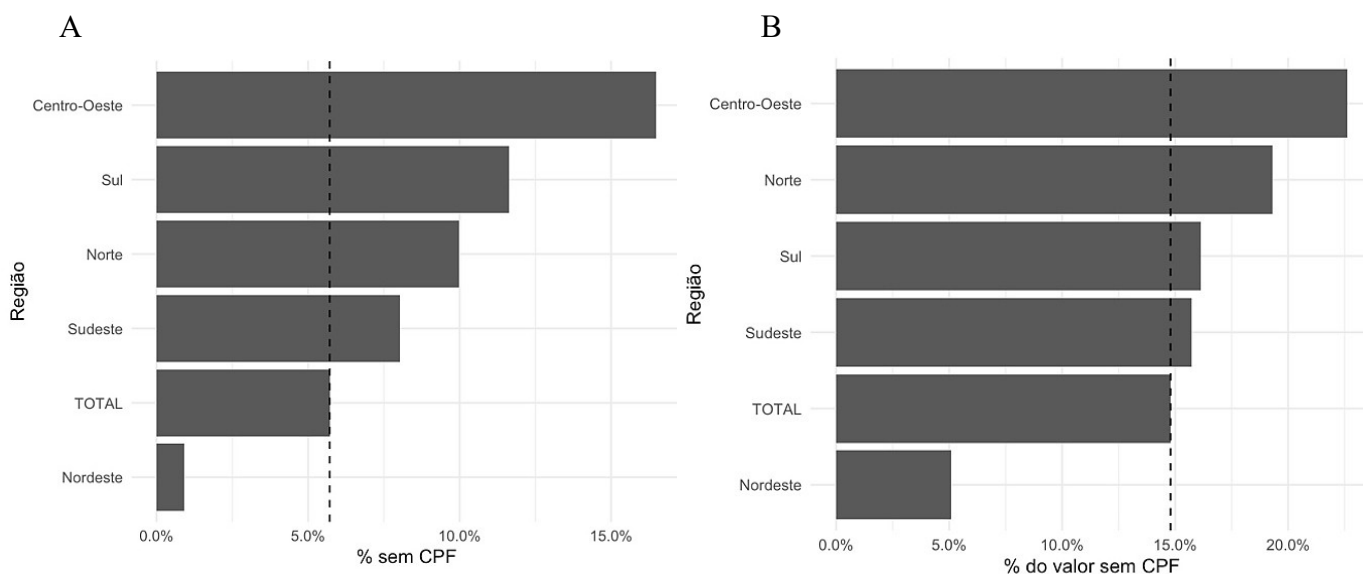 A
Região
Centro-Oeste
Sul
Norte
Sudeste
TOTAL
Nordeste
0.0% 5.0% 10.0% 15.0%
% sem CPF
B
Região
Centro-Oeste
Norte
Sul
Sudeste
TOTAL
Nordeste
0.0% 5.0% 10.0% 15.0% 20.0%
% do valor sem CPF